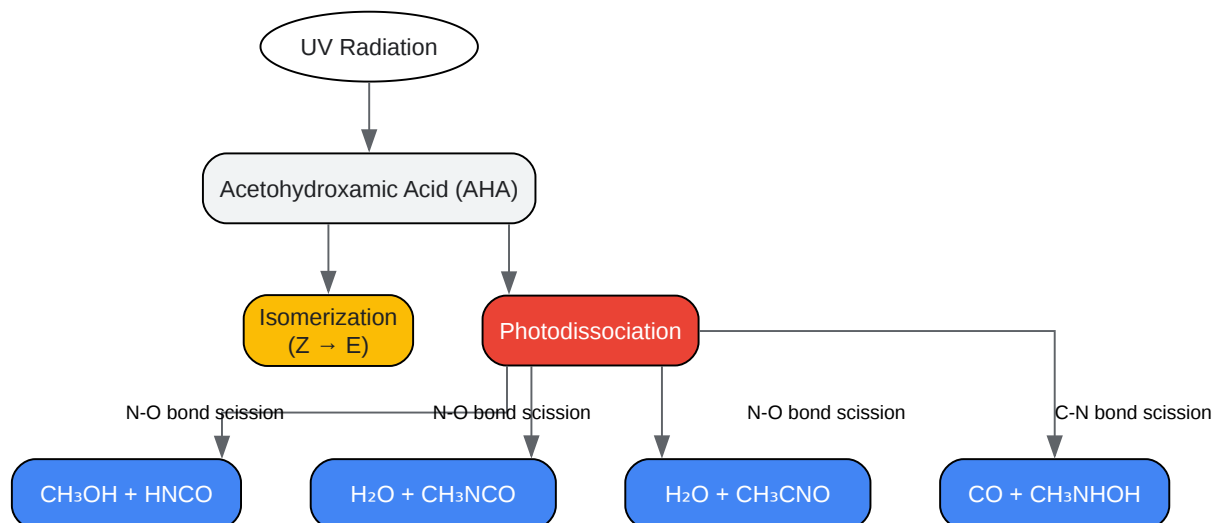 UV Radiation
Acetohydroxamic Acid (AHA)
Isomerization
(Z → E)
Photodissociation
N-O bond scission
N-O bond scission
N-O bond scission
C-N bond scission
CH₃OH + HNCO
H₂O + CH₃NCO
H₂O + CH₃CNO
CO + CH₃NHOH